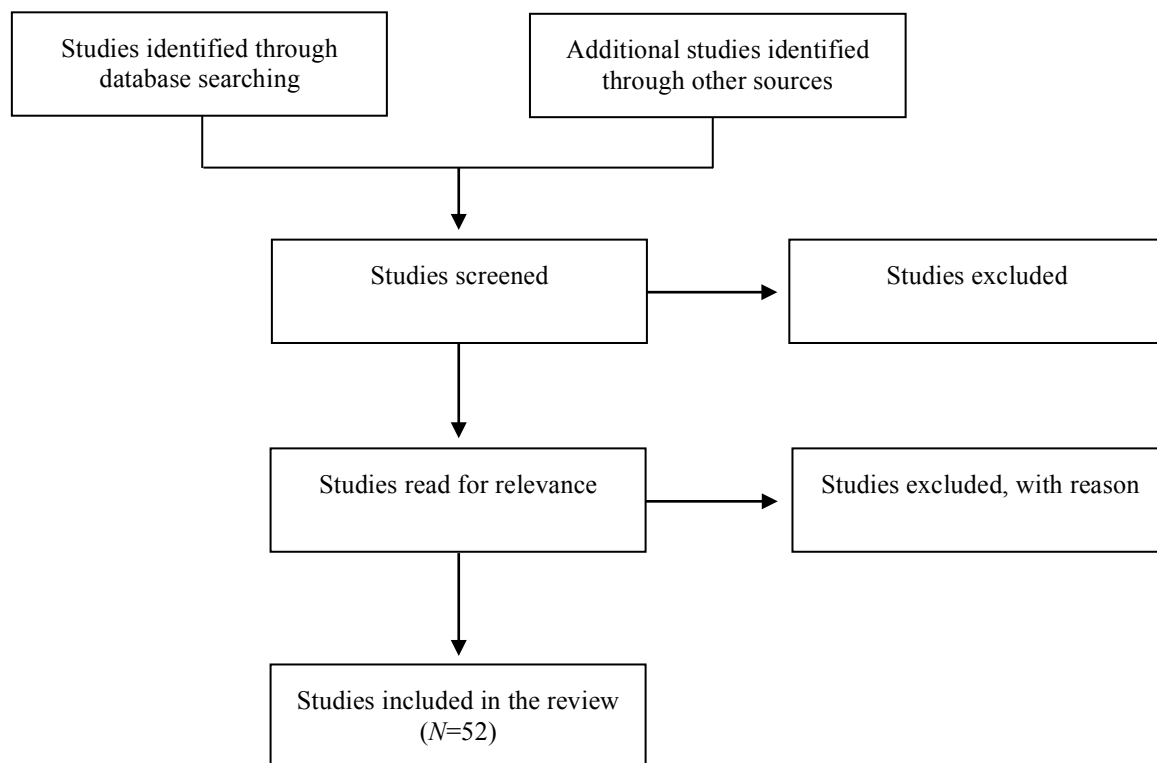 Studies identified through
database searching
Additional studies identified
through other sources
Studies screened
Studies excluded
Studies read for relevance
Studies excluded, with reason
Studies included in the review
(N=52)